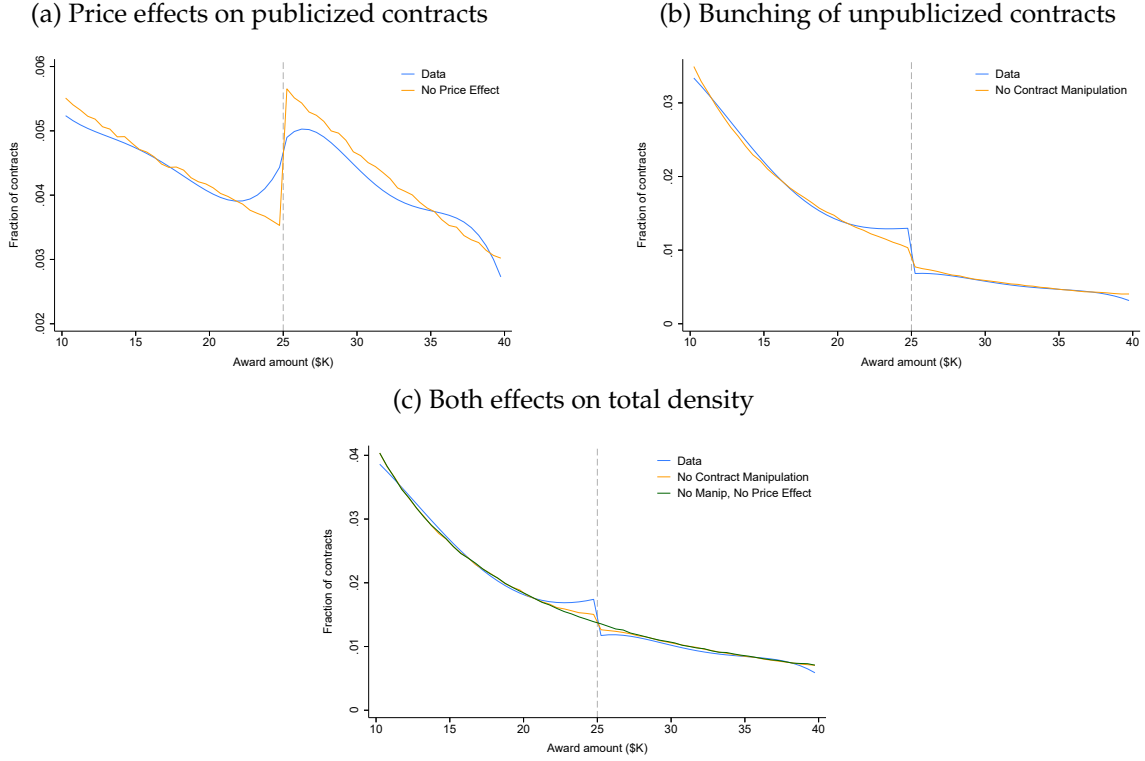 (a) Price effects on publicized contracts
Fraction of contracts
.006
.005
.004
.003
.002
Data
No Price Effect
10 15 20 25 30 35 40
Award amount ($K)
(b) Bunching of unpublicized contracts
Fraction of contracts
.03
.02
.01
0
Data
No Contract Manipulation
10 15 20 25 30 35 40
Award amount ($K)
(c) Both effects on total density
Fraction of contracts
.04
.03
.02
.01
0
Data
No Contract Manipulation
No Manip, No Price Effect
10 15 20 25 30 35 40
Award amount ($K)